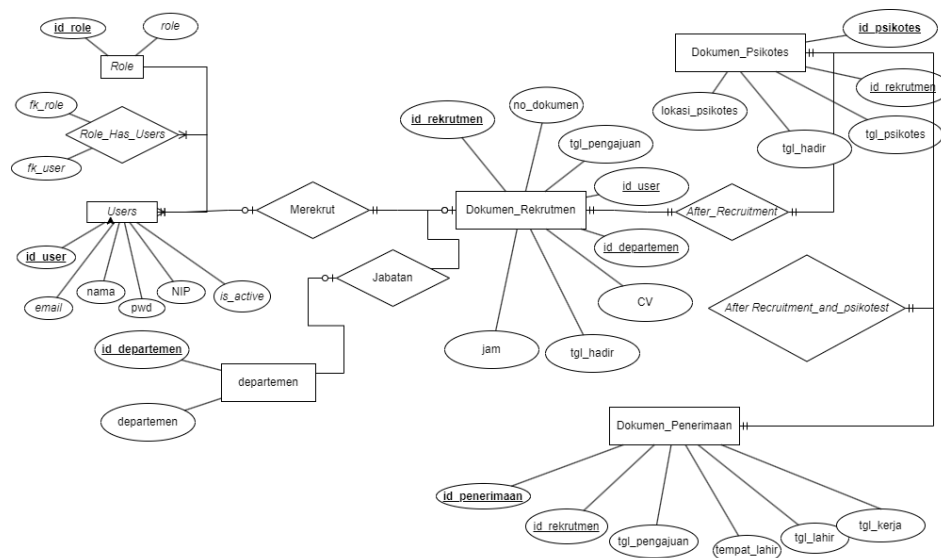 id_role
role
Role
fk_role
Role_Has_Users
fk_user
Users
id_user
email
nama
pwd
NIP
is_active
Merekrut
Jabatan
id_departemen
departemen
departemen
id_rekrutmen
no_dokumen
tgl_pengajuan
id_user
Dokumen_Rekrutmen
id_departemen
CV
tgl_hadir
jam
After_Recruitment
Dokumen_Psikotes
id_psikotes
id_rekrutmen
tgl_psikotes
tgl_hadir
lokasi_psikotes
After Recruitment_and_psikotest
Dokumen_Penerimaan
id_penerimaan
id_rekrutmen
tgl_pengajuan
tempat_lahir
tgl_lahir
tgl_kerja